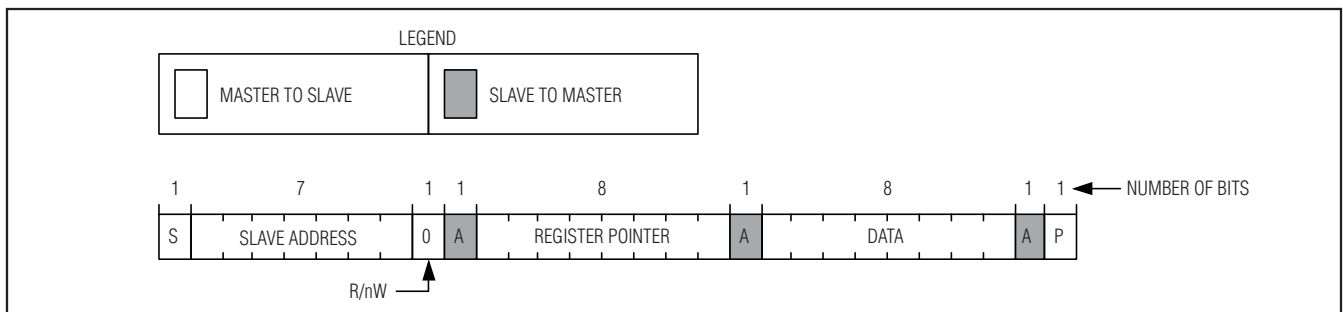 LEGEND
MASTER TO SLAVE SLAVE TO MASTER
1 7 1 1 8 1 8 1 1 NUMBER OF BITS
S SLAVE ADDRESS 0 A REGISTER POINTER A DATA A P
R/nW